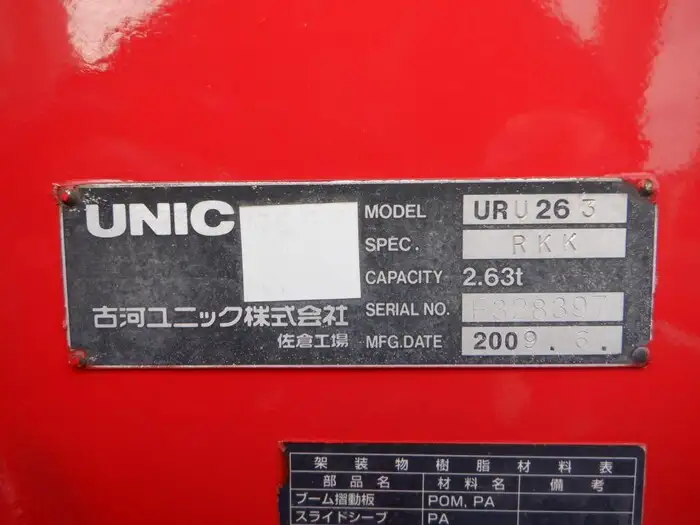 UNIC
MODEL URU263
SPEC. RKK
CAPACITY 2.63t
古河ユニック株式会社
SERIAL NO.
佐倉工場
MFG.DATE 2009.6.
架装物樹脂材料表
部品名 材料名 備考
ブーム摺動板 POM, PA
スライドシーブ PA